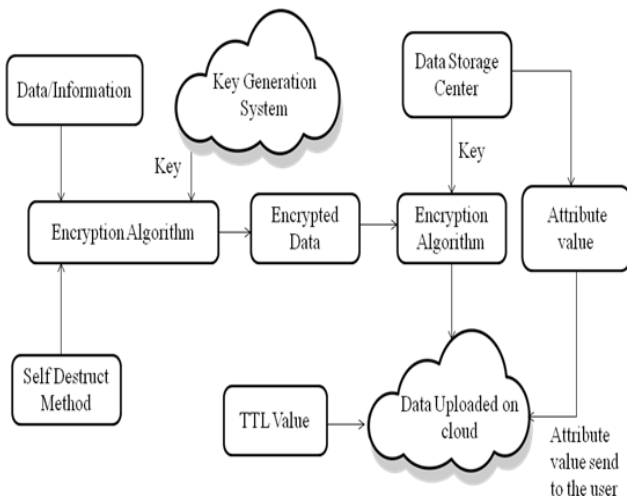 Data/Information
Key Generation
System
Data Storage
Center
Key
Key
Encryption Algorithm
Encrypted
Data
Encryption
Algorithm
Attribute
value
Self Destruct
Method
TTL Value
Data Uploaded on
cloud
Attribute
value send
to the user